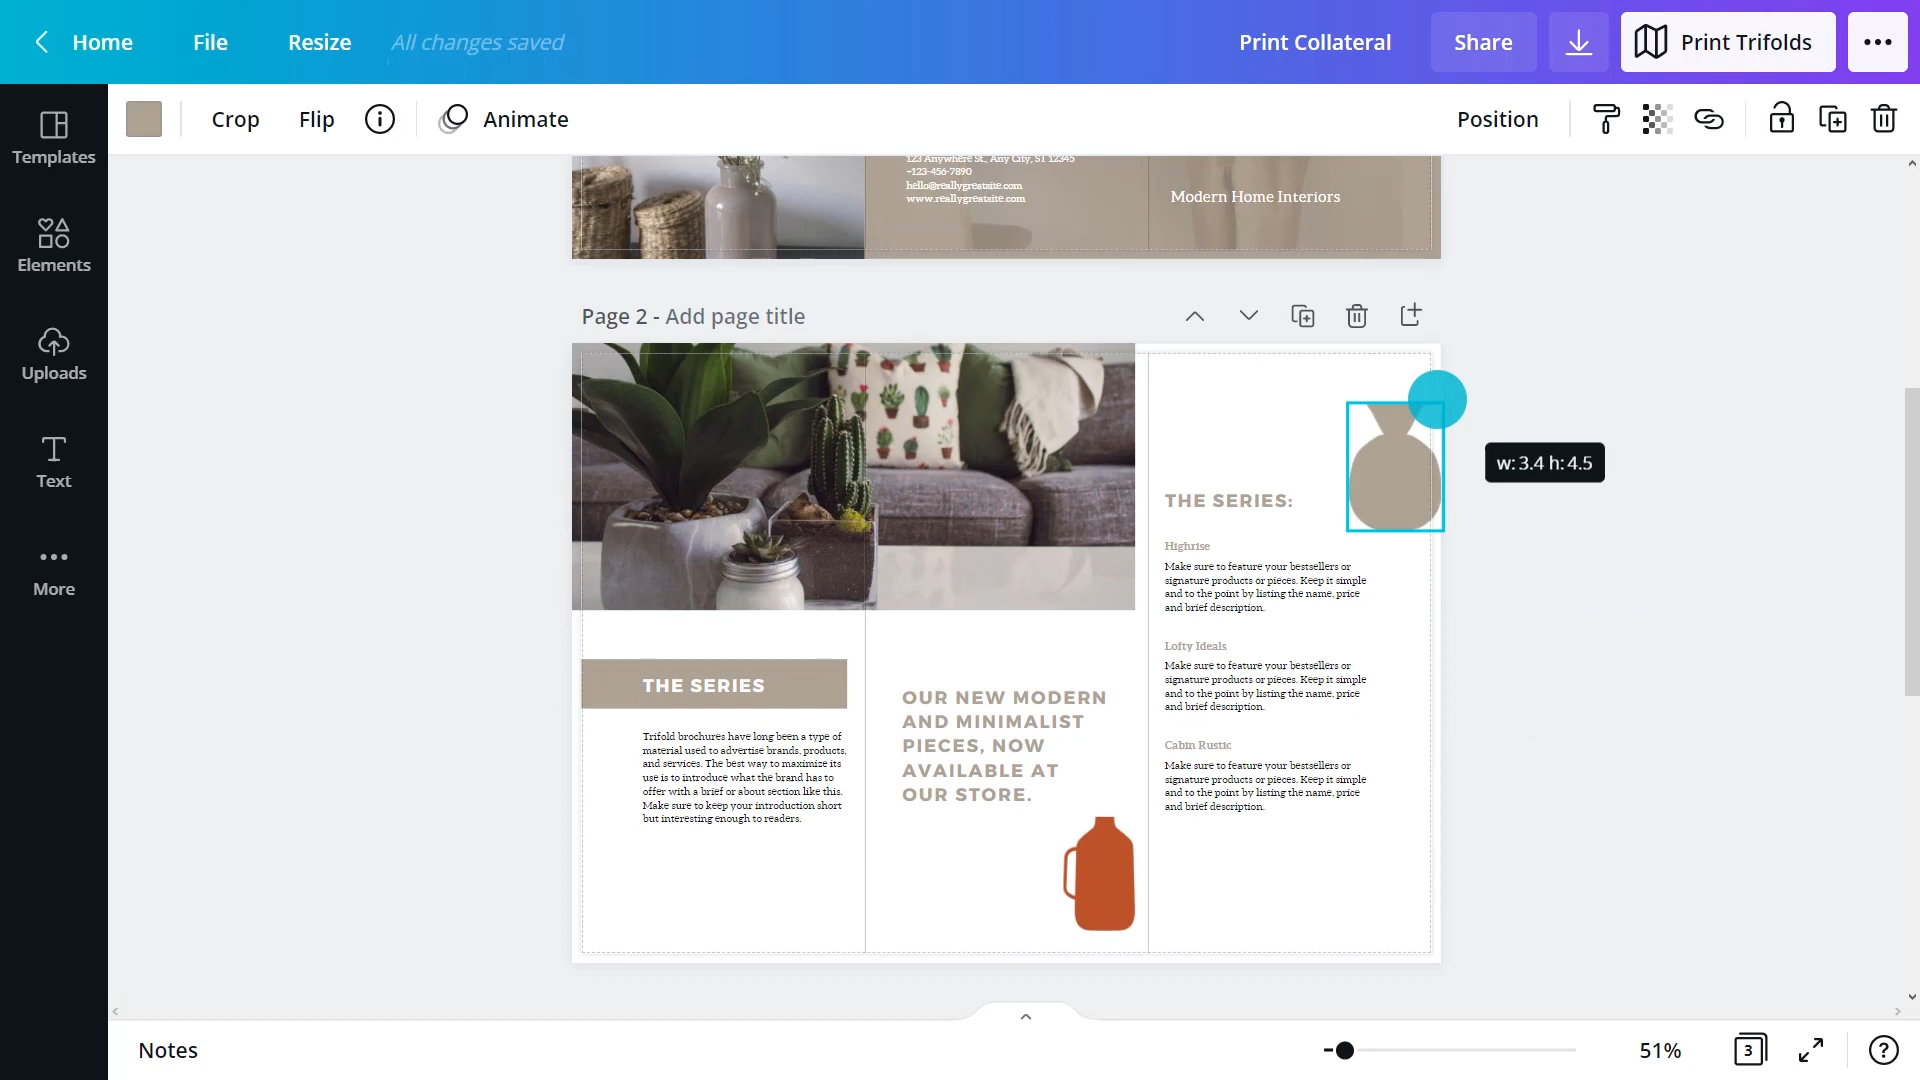 Home
File
Resize
All changes saved
Print Collateral
Share
Print Trifolds
Crop
Flip
Animate
Position
Templates
Elements
Uploads
Text
More
123 Anywhere St., Any City, ST 12345
+123-456-7890
hello@reallygreatsite.com
www.reallygreatsite.com
Modern Home Interiors
Page 2 - Add page title
w: 3.4 h: 4.5
THE SERIES
Trifold brochures have long been a type of
material used to advertise brands, products,
and services. The best way to maximize its
use is to introduce what the brand has to
offer with a brief or about section like this.
Make sure to keep your introduction short
but interesting enough to readers.
OUR NEW MODERN
AND MINIMALIST
PIECES, NOW
AVAILABLE AT
OUR STORE.
THE SERIES:
Highrise
Make sure to feature your bestsellers or
signature products or pieces. Keep it simple
and to the point by listing the name, price
and brief description.
Lofty Ideals
Make sure to feature your bestsellers or
signature products or pieces. Keep it simple
and to the point by listing the name, price
and brief description.
Cabin Rustic
Make sure to feature your bestsellers or
signature products or pieces. Keep it simple
and to the point by listing the name, price
and brief description.
Notes
51%
3
?